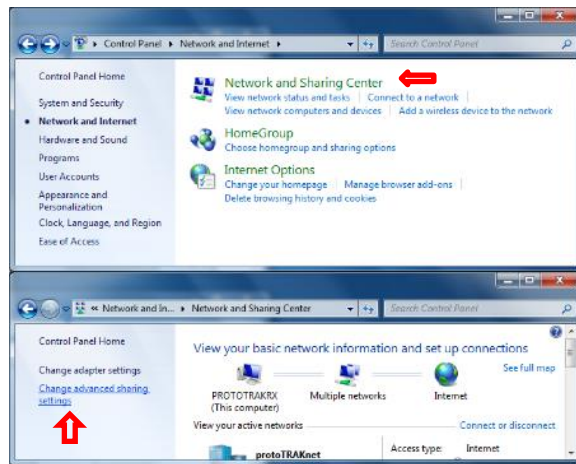 Control Panel ▸ Network and Internet ▸
Search Control Panel
Control Panel Home
System and Security
Network and Internet
Hardware and Sound
Programs
User Accounts
Appearance and
Personalization
Clock, Language, and Region
Ease of Access
Network and Sharing Center
View network status and tasks | Connect to a network
View network computers and devices | Add a wireless device to the network
HomeGroup
Choose homegroup and sharing options
Internet Options
Change your homepage | Manage browser add-ons
Delete browsing history and cookies
« Network and In... ▸ Network and Sharing Center
Search Control Panel
Control Panel Home
Change adapter settings
Change advanced sharing
settings
View your basic network information and set up connections
See full map
PROTOTRAKRX Multiple networks Internet
(This computer)
View your active networks Connect or disconnect
protoTRAKnet Access type: Internet